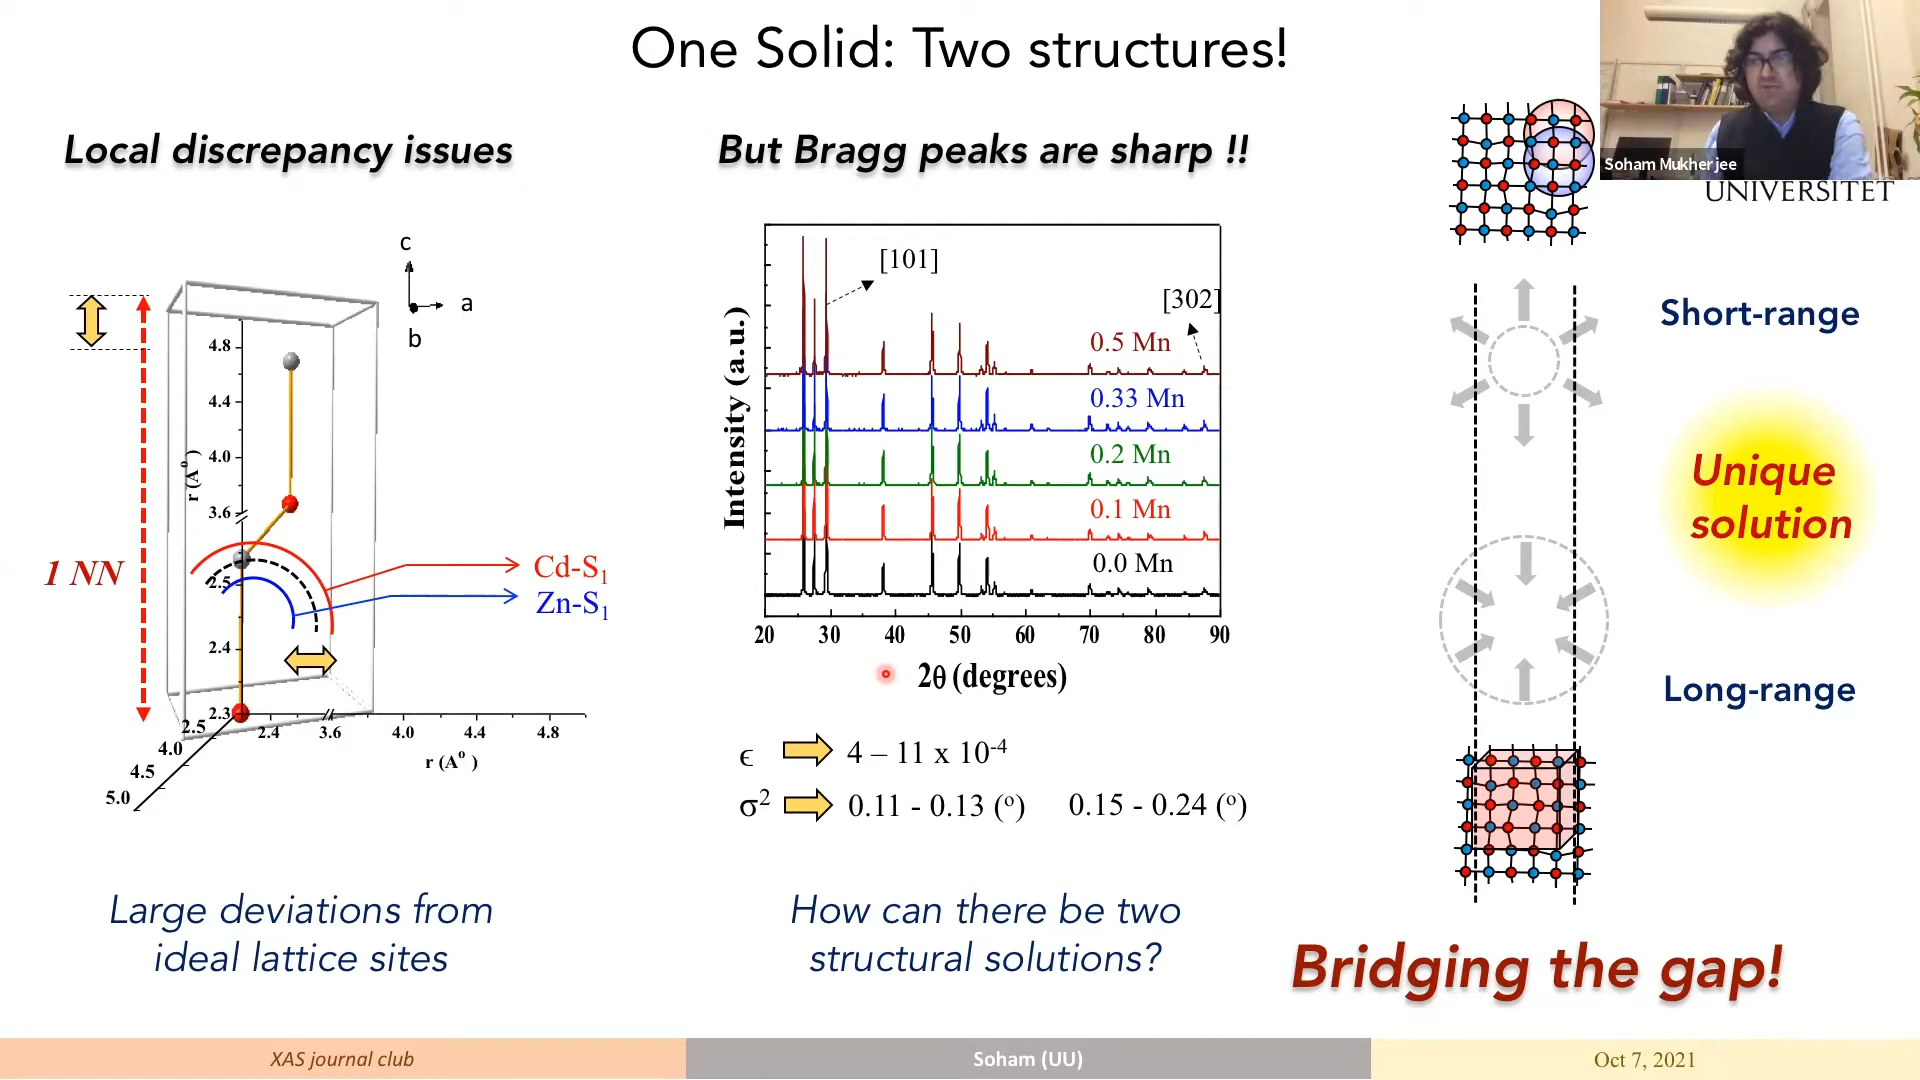 One Solid: Two structures!
Soham Mukherjee
UNIVERSITET
Local discrepancy issues
c
a
b
4.8
4.4
4.0
3.6
2.5
2.4
2.3
r (A°)
1 NN
Cd-S₁
Zn-S₁
2.5
4.0
4.5
5.0
2.4
3.6
4.0
4.4
4.8
r (A°)
Large deviations from
ideal lattice sites
But Bragg peaks are sharp !!
Intensity (a.u.)
[101]
[302]
0.5 Mn
0.33 Mn
0.2 Mn
0.1 Mn
0.0 Mn
20 30 40 50 60 70 80 90
2θ (degrees)
ϵ 4 – 11 x 10⁻⁴
σ² 0.11 - 0.13 (°) 0.15 - 0.24 (°)
How can there be two
structural solutions?
Short-range
Unique
solution
Long-range
Bridging the gap!
XAS journal club
Soham (UU)
Oct 7, 2021